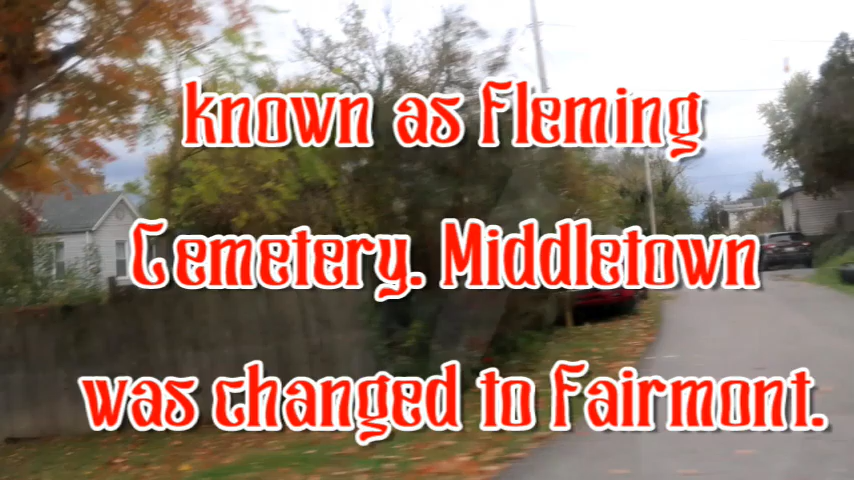 known as Fleming
Cemetery. Middletown
was changed to Fairmont.